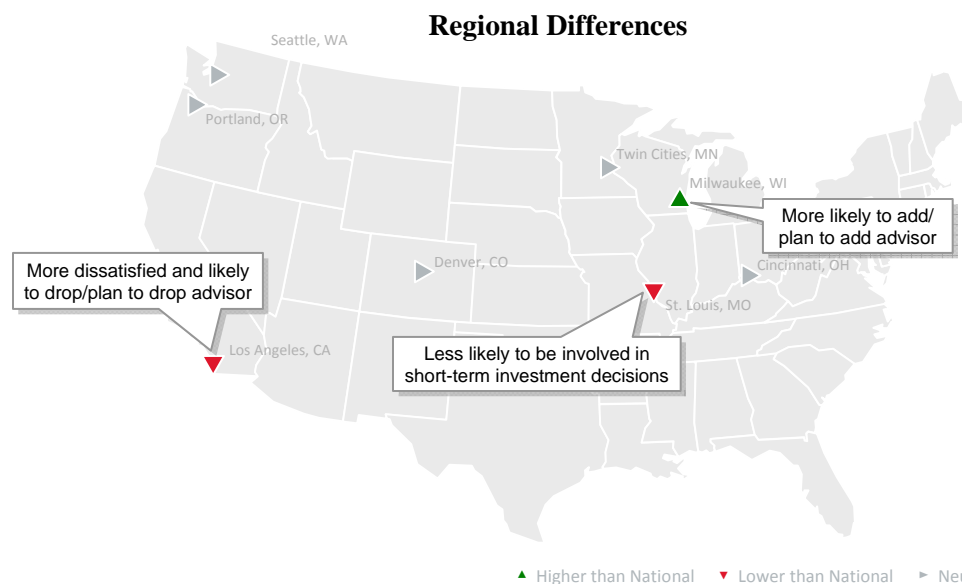 Regional Differences
Seattle, WA
Portland, OR
Twin Cities, MN
Milwaukee, WI
More likely to add/
plan to add advisor
Denver, CO
Cincinnati, OH
More dissatisfied and likely
to drop/plan to drop advisor
St. Louis, MO
Less likely to be involved in
short-term investment decisions
Los Angeles, CA
▲ Higher than National ▼ Lower than National ►